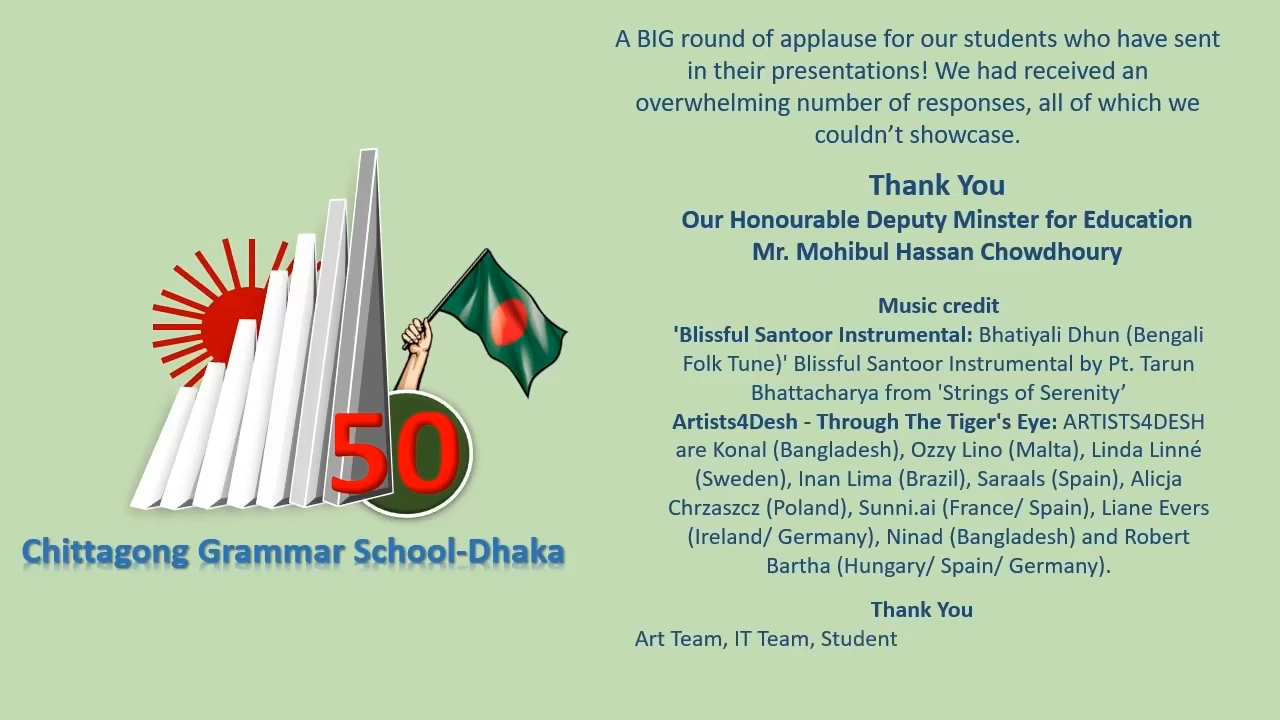 A BIG round of applause for our students who have sent
in their presentations! We had received an
overwhelming number of responses, all of which we
couldn’t showcase.
Thank You
Our Honourable Deputy Minster for Education
Mr. Mohibul Hassan Chowdhoury
Music credit
'Blissful Santoor Instrumental: Bhatiyali Dhun (Bengali
Folk Tune)' Blissful Santoor Instrumental by Pt. Tarun
Bhattacharya from 'Strings of Serenity’
Artists4Desh - Through The Tiger's Eye: ARTISTS4DESH
are Konal (Bangladesh), Ozzy Lino (Malta), Linda Linné
(Sweden), Inan Lima (Brazil), Saraals (Spain), Alicja
Chrzaszcz (Poland), Sunni.ai (France/ Spain), Liane Evers
(Ireland/ Germany), Ninad (Bangladesh) and Robert
Bartha (Hungary/ Spain/ Germany).
Thank You
Art Team, IT Team, Student
50
Chittagong Grammar School-Dhaka